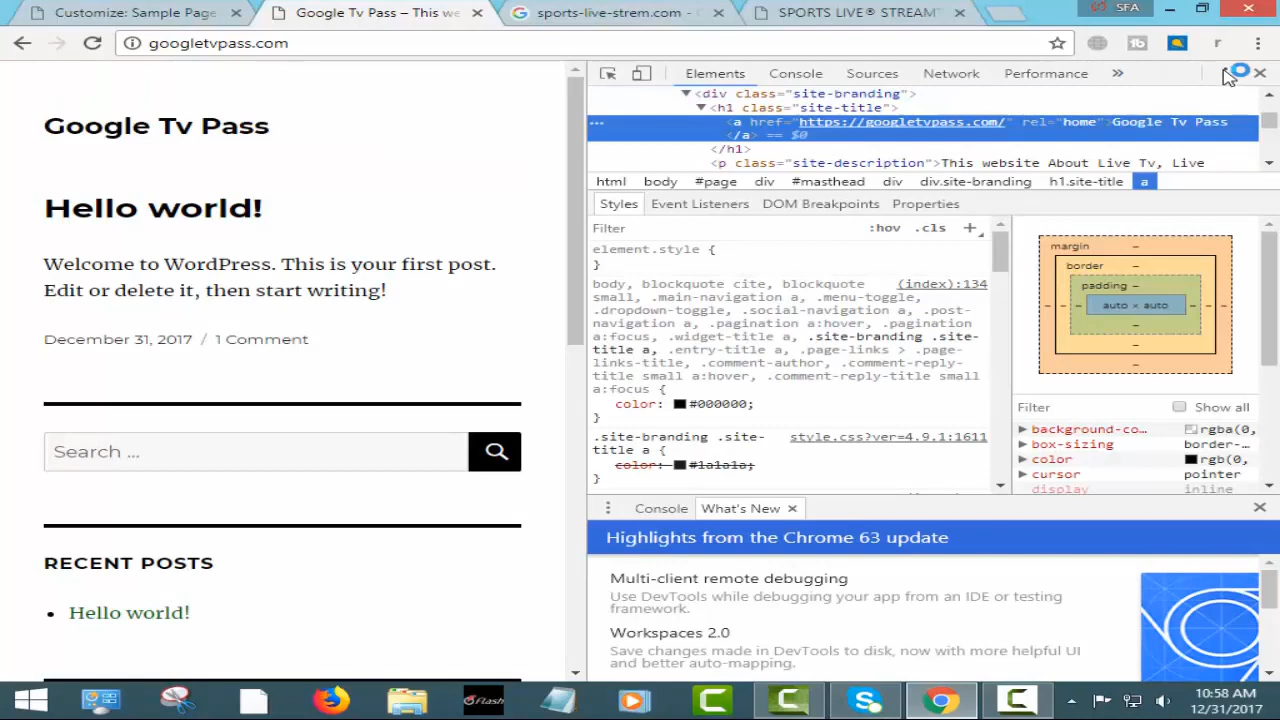 Customize: Sample Page
Google Tv Pass – This we
sports-live-strem.com -
SPORTS LIVE® STREAM
SFA
googletvpass.com
Elements Console Sources Network Performance »
<div class="site-branding">
<h1 class="site-title">
<a href="https://googletvpass.com/" rel="home">Google Tv Pass
</a> == $0
</h1>
<p class="site-description">This website About Live Tv, Live
html body #page div #masthead div div.site-branding h1.site-title a
Styles Event Listeners DOM Breakpoints Properties
Filter :hov .cls +
element.style {
}
body, blockquote cite, blockquote (index):134
small, .main-navigation a, .menu-toggle,
.dropdown-toggle, .social-navigation a, .post-
navigation a, .pagination a:hover, .pagination
a:focus, .widget-title a, .site-branding .site-
title a, .entry-title a, .page-links > .page-
links-title, .comment-author, .comment-reply-
title small a:hover, .comment-reply-title small
a:focus {
color: #000000;
}
.site-branding .site- style.css?ver=4.9.1:1611
title a {
color: #1a1a1a;
}
margin –
border –
padding –
auto × auto
Filter Show all
background-co… rgba(0,
box-sizing border-…
color rgb(0,
cursor pointer
display inline
Console What's New
Highlights from the Chrome 63 update
Multi-client remote debugging
Use DevTools while debugging your app from an IDE or testing
framework.
Workspaces 2.0
Save changes made in DevTools to disk, now with more helpful UI
and better auto-mapping.
Google Tv Pass
Hello world!
Welcome to WordPress. This is your first post.
Edit or delete it, then start writing!
December 31, 2017 / 1 Comment
Search …
RECENT POSTS
Hello world!
Flash
10:58 AM
12/31/2017